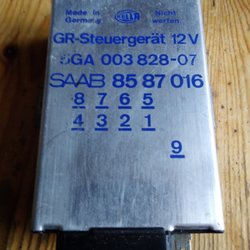 Made in Germany
HELLA
Nicht werfen
GR-Steuergerät 12V
5GA 003 828-07
SAAB 85 87 016
8 7 6 5
4 3 2 1
9